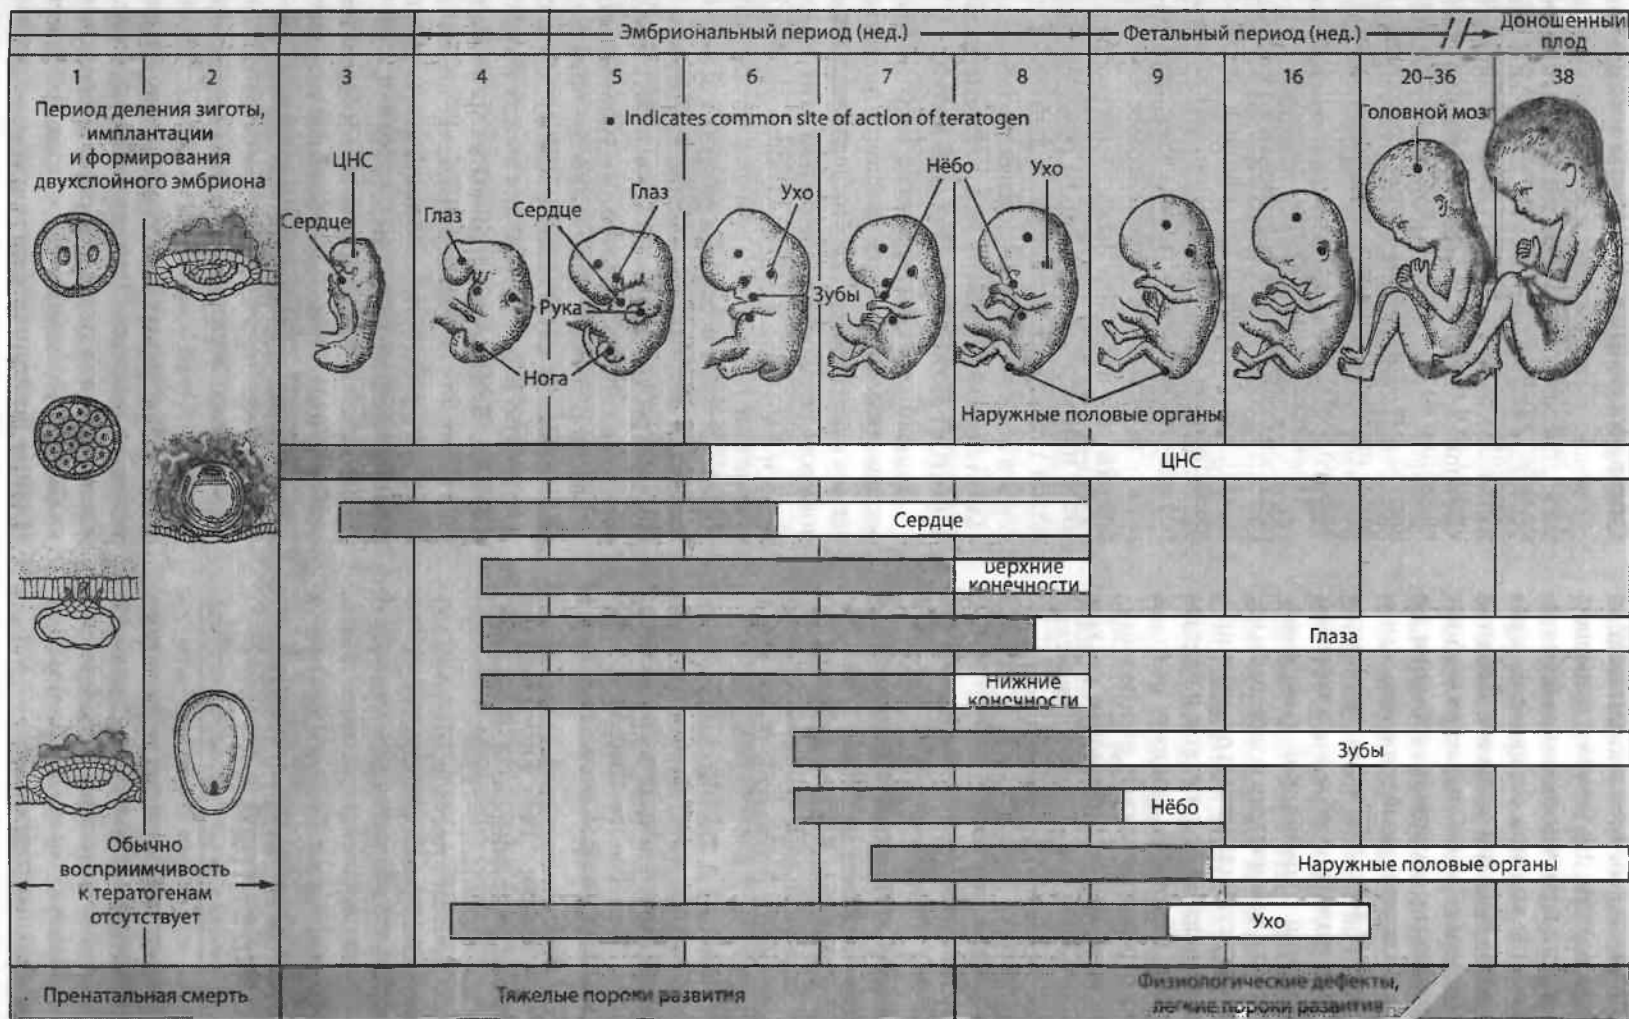 Эмбриональный период (нед.)
Фетальный период (нед.)
Доношенный
плод
1
2
3
4
5
6
7
8
9
16
20–36
38
Период деления зиготы,
имплантации
и формирования
двухслойного эмбриона
• Indicates common site of action of teratogen
Головной мозг
ЦНС
Сердце
Глаз
Сердце
Глаз
Ухо
Нёбо
Ухо
Рука
Зубы
Нога
Наружные половые органы
ЦНС
Сердце
Верхние
конечности
Глаза
Нижние
конечности
Зубы
Нёбо
Наружные половые органы
Ухо
Обычно
восприимчивость
к тератогенам
отсутствует
Пренатальная смерть
Тяжелые пороки развития
Физиологические дефекты,
легкие пороки развития